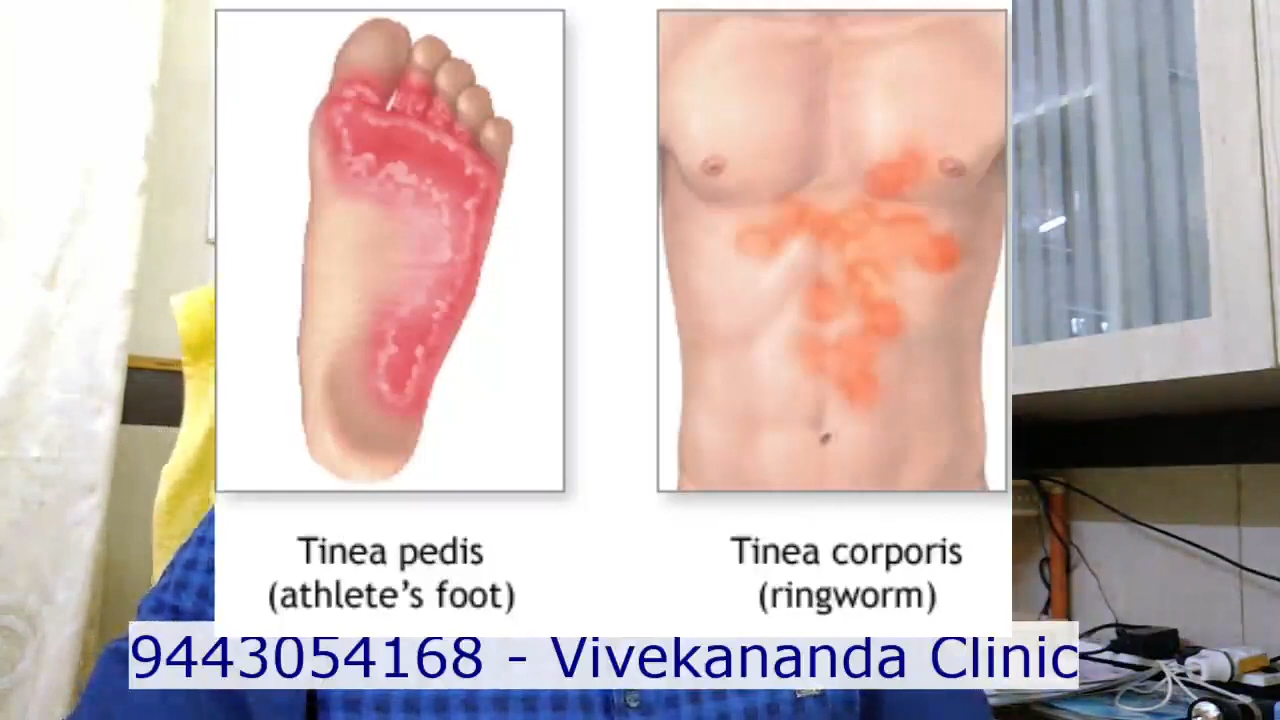 Tinea pedis
(athlete's foot)
Tinea corporis
(ringworm)
9443054168 - Vivekananda Clinic